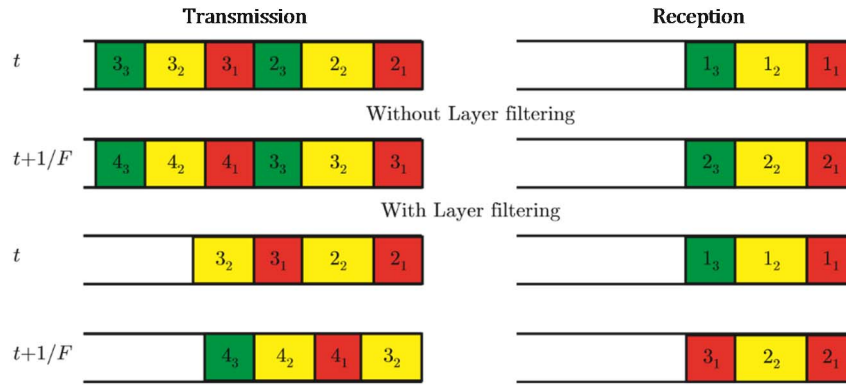 Transmission Reception
t 3₃ 3₂ 3₁ 2₃ 2₂ 2₁ 1₃ 1₂ 1₁
Without Layer filtering
t+1/F 4₃ 4₂ 4₁ 3₃ 3₂ 3₁ 2₃ 2₂ 2₁
With Layer filtering
t 3₂ 3₁ 2₂ 2₁ 1₃ 1₂ 1₁
t+1/F 4₃ 4₂ 4₁ 3₂ 3₁ 2₂ 2₁